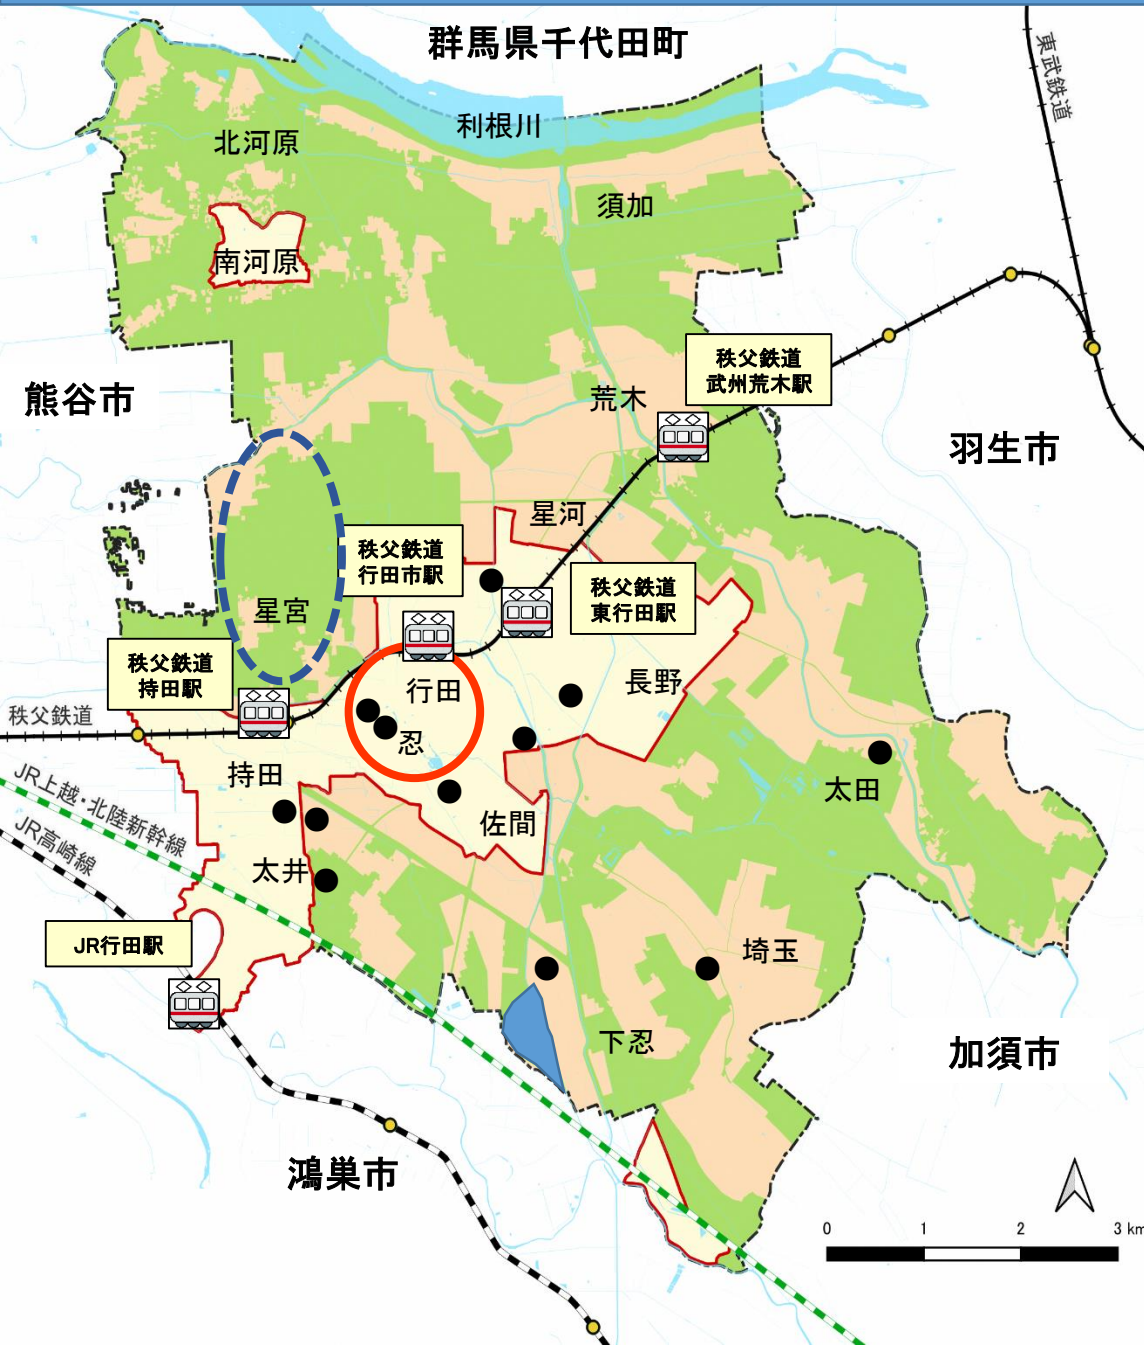 群馬県千代田町
東武鉄道
利根川
北河原
須加
南河原
秩父鉄道
武州荒木駅
熊谷市
荒木
羽生市
星河
秩父鉄道
行田市駅
秩父鉄道
東行田駅
星宮
秩父鉄道
持田駅
行田
長野
秩父鉄道
忍
持田
太田
JR上越・北陸新幹線
佐間
JR高崎線
太井
JR行田駅
埼玉
下忍
加須市
鴻巣市
0 1 2 3 km